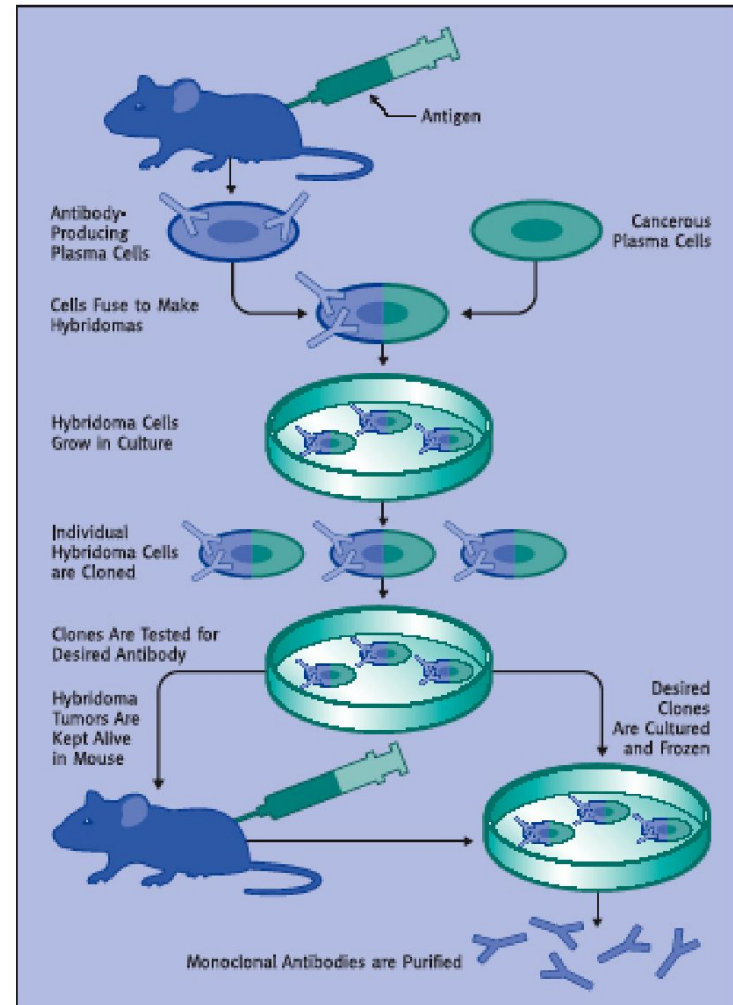 Antigen
Antibody-
Producing
Plasma Cells
Cancerous
Plasma Cells
Cells Fuse to Make
Hybridomas
Hybridoma Cells
Grow in Culture
Individual
Hybridoma Cells
are Cloned
Clones Are Tested for
Desired Antibody
Hybridoma
Tumors Are
Kept Alive
in Mouse
Desired
Clones
Are Cultured
and Frozen
Monoclonal Antibodies are Purified